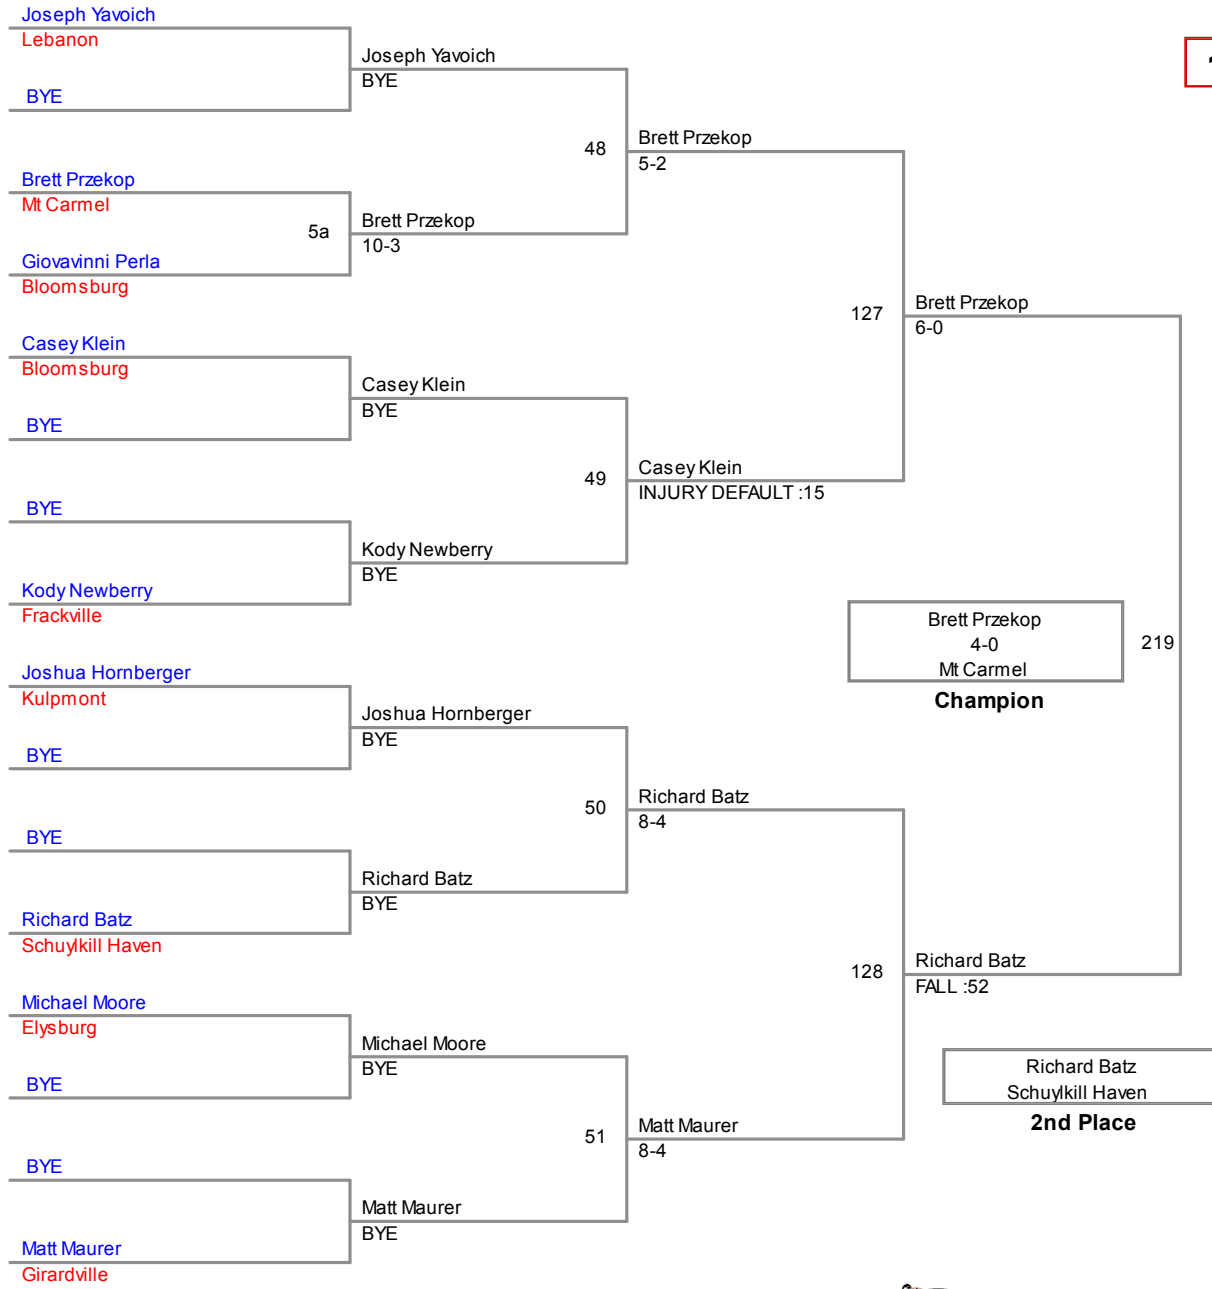 Joseph Yavoich
Lebanon
BYE
Brett Przekop
Mt Carmel
5a
Giovavinni Perla
Bloomsburg
Casey Klein
Bloomsburg
BYE
BYE
Kody Newberry
Frackville
Joshua Hornberger
Kulpmont
BYE
BYE
Richard Batz
Schuylkill Haven
Michael Moore
Elysburg
BYE
BYE
Matt Maurer
Girardville
Joseph Yavoich
BYE
48
Brett Przekop
10-3
Casey Klein
BYE
49
Kody Newberry
BYE
Joshua Hornberger
BYE
50
Richard Batz
BYE
Michael Moore
BYE
51
Matt Maurer
BYE
Brett Przekop
5-2
127
Casey Klein
INJURY DEFAULT :15
Richard Batz
8-4
128
Matt Maurer
8-4
Brett Przekop
6-0
219
Richard Batz
FALL :52
Brett Przekop
4-0
Mt Carmel
Champion
Richard Batz
Schuylkill Haven
2nd Place